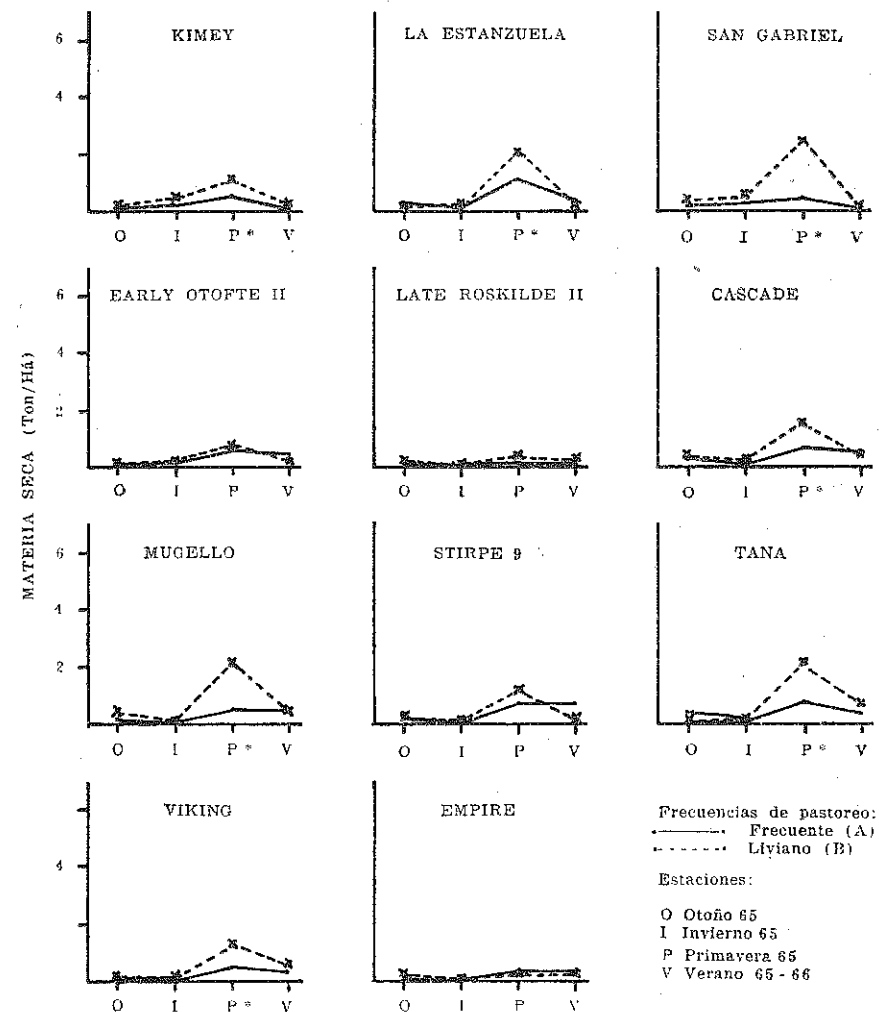 MATERIA SECA (Ton/Há)
KIMEY
6
4
O I P* V
LA ESTANZUELA
O I P* V
SAN GABRIEL
O I P* V
EARLY OTOFTE II
6
4
2
O I P V
LATE ROSKILDE II
O I P V
CASCADE
O I P* V
MUGELLO
6
4
2
O I P* V
STIRPE 9
O I P V
TANA
O I P* V
VIKING
4
O I P* V
EMPIRE
O I P V
Frecuencias de pastoreo:
Frecuente (A)
Liviano (B)
Estaciones:
O Otoño 65
I Invierno 65
P Primavera 65
V Verano 65-66